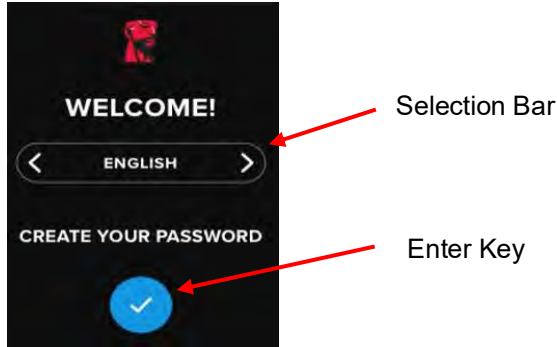 WELCOME!
Selection Bar
ENGLISH
CREATE YOUR PASSWORD
Enter Key